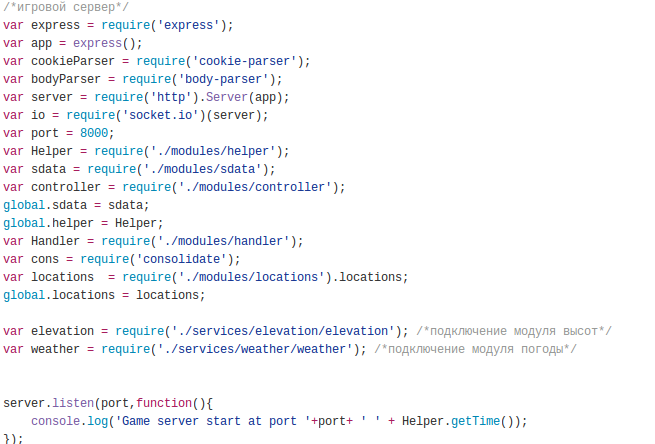 /*игровой сервер*/
var express = require('express');
var app = express();
var cookieParser = require('cookie-parser');
var bodyParser = require('body-parser');
var server = require('http').Server(app);
var io = require('socket.io')(server);
var port = 8000;
var Helper = require('./modules/helper');
var sdata = require('./modules/sdata');
var controller = require('./modules/controller');
global.sdata = sdata;
global.helper = Helper;
var Handler = require('./modules/handler');
var cons = require('consolidate');
var locations  = require('./modules/locations').locations;
global.locations = locations;
var elevation = require('./services/elevation/elevation'); /*подключение модуля высот*/
var weather = require('./services/weather/weather'); /*подключение модуля погоды*/
server.listen(port,function(){
    console.log('Game server start at port '+port+ ' ' + Helper.getTime());
});